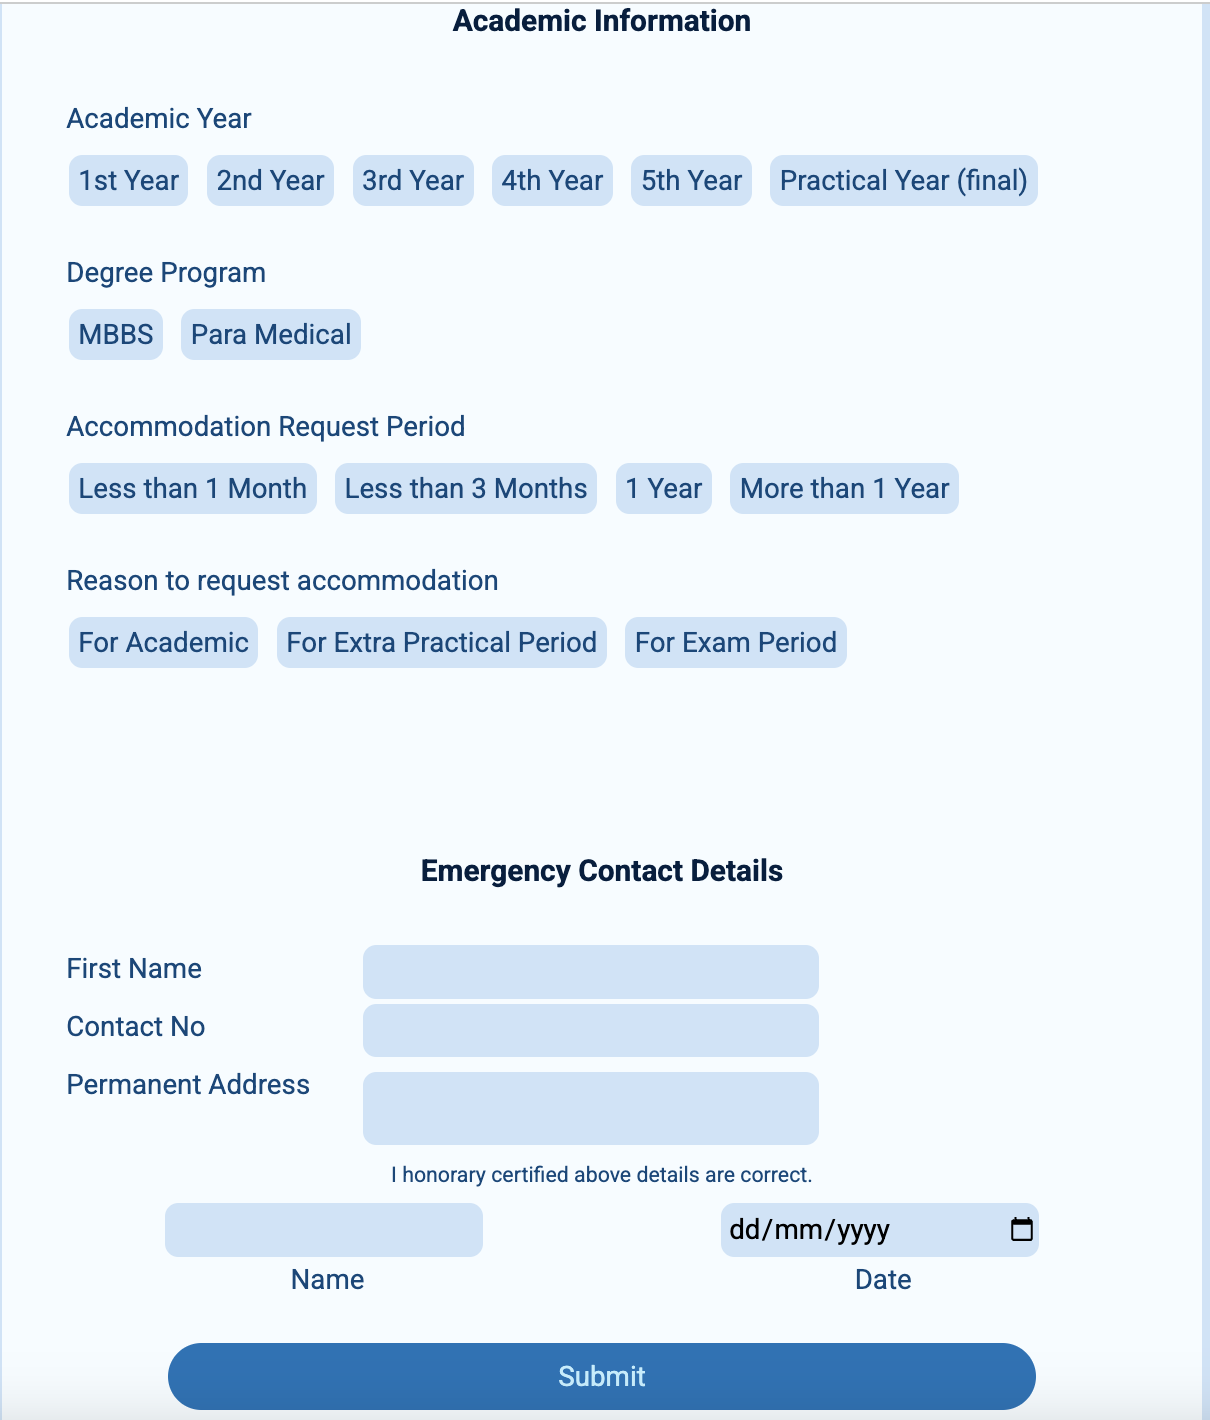 Academic Information
Academic Year
1st Year 2nd Year 3rd Year 4th Year 5th Year Practical Year (final)
Degree Program
MBBS Para Medical
Accommodation Request Period
Less than 1 Month Less than 3 Months 1 Year More than 1 Year
Reason to request accommodation
For Academic For Extra Practical Period For Exam Period
Emergency Contact Details
First Name
Contact No
Permanent Address
I honorary certified above details are correct.
dd/mm/yyyy
Name Date
Submit